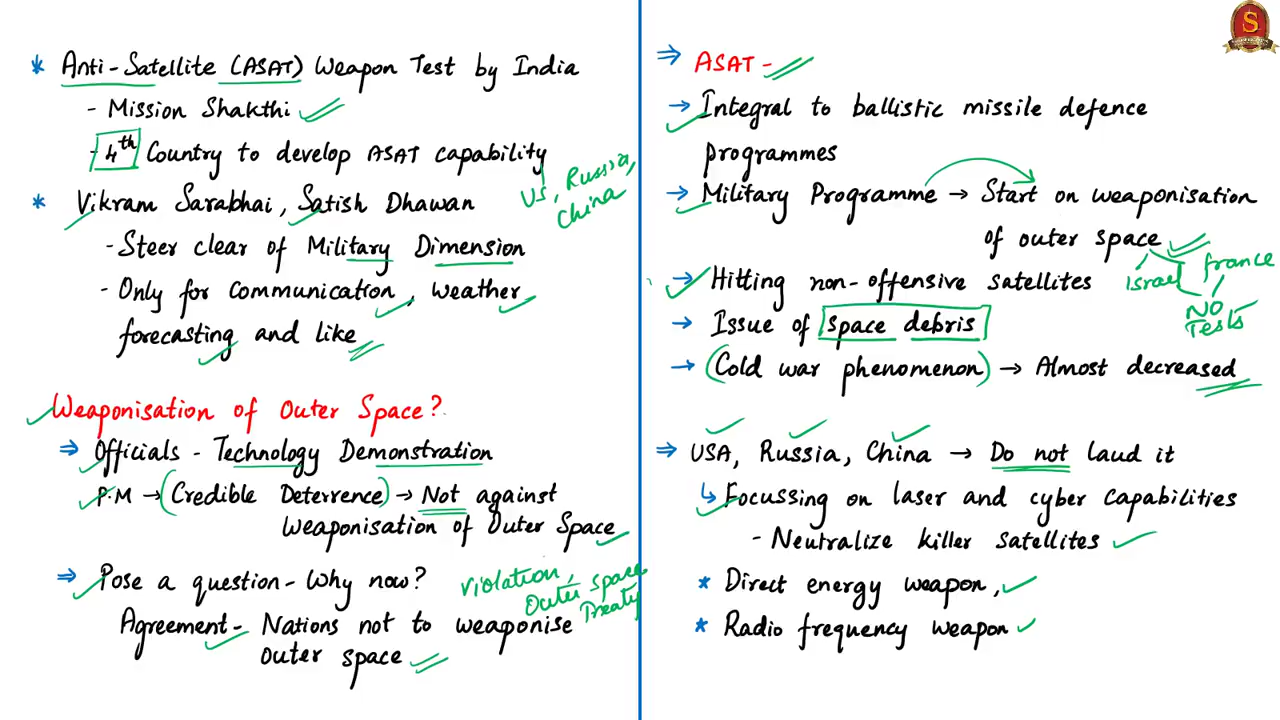 * Anti-Satellite (ASAT) Weapon Test by India
- Mission Shakthi
- 4th Country to develop ASAT capability
US, Russia,
China
* Vikram Sarabhai, Satish Dhawan
- Steer clear of Military Dimension
- Only for communication, weather
forecasting and like
Weaponisation of Outer Space?
⇒ Officials - Technology Demonstration
⇒ P.M → (Credible Deterrence) → Not against
Weaponisation of Outer Space
⇒ Pose a question - Why now?
Violation,
Outer space
Treaty
Agreement - Nations not to weaponise
Outer space
S
⇒ ASAT -
→ Integral to ballistic missile defence
programmes
→ Military Programme → Start on weaponisation
of outer space
Israel France
NO
Tests
→ Hitting non-offensive satellites
→ Issue of space debris
→ (Cold war phenomenon) → Almost decreased
⇒ USA, Russia, China → Do not laud it
↳ Focussing on laser and cyber capabilities
- Neutralize killer satellites
* Direct energy weapon,
* Radio frequency weapon